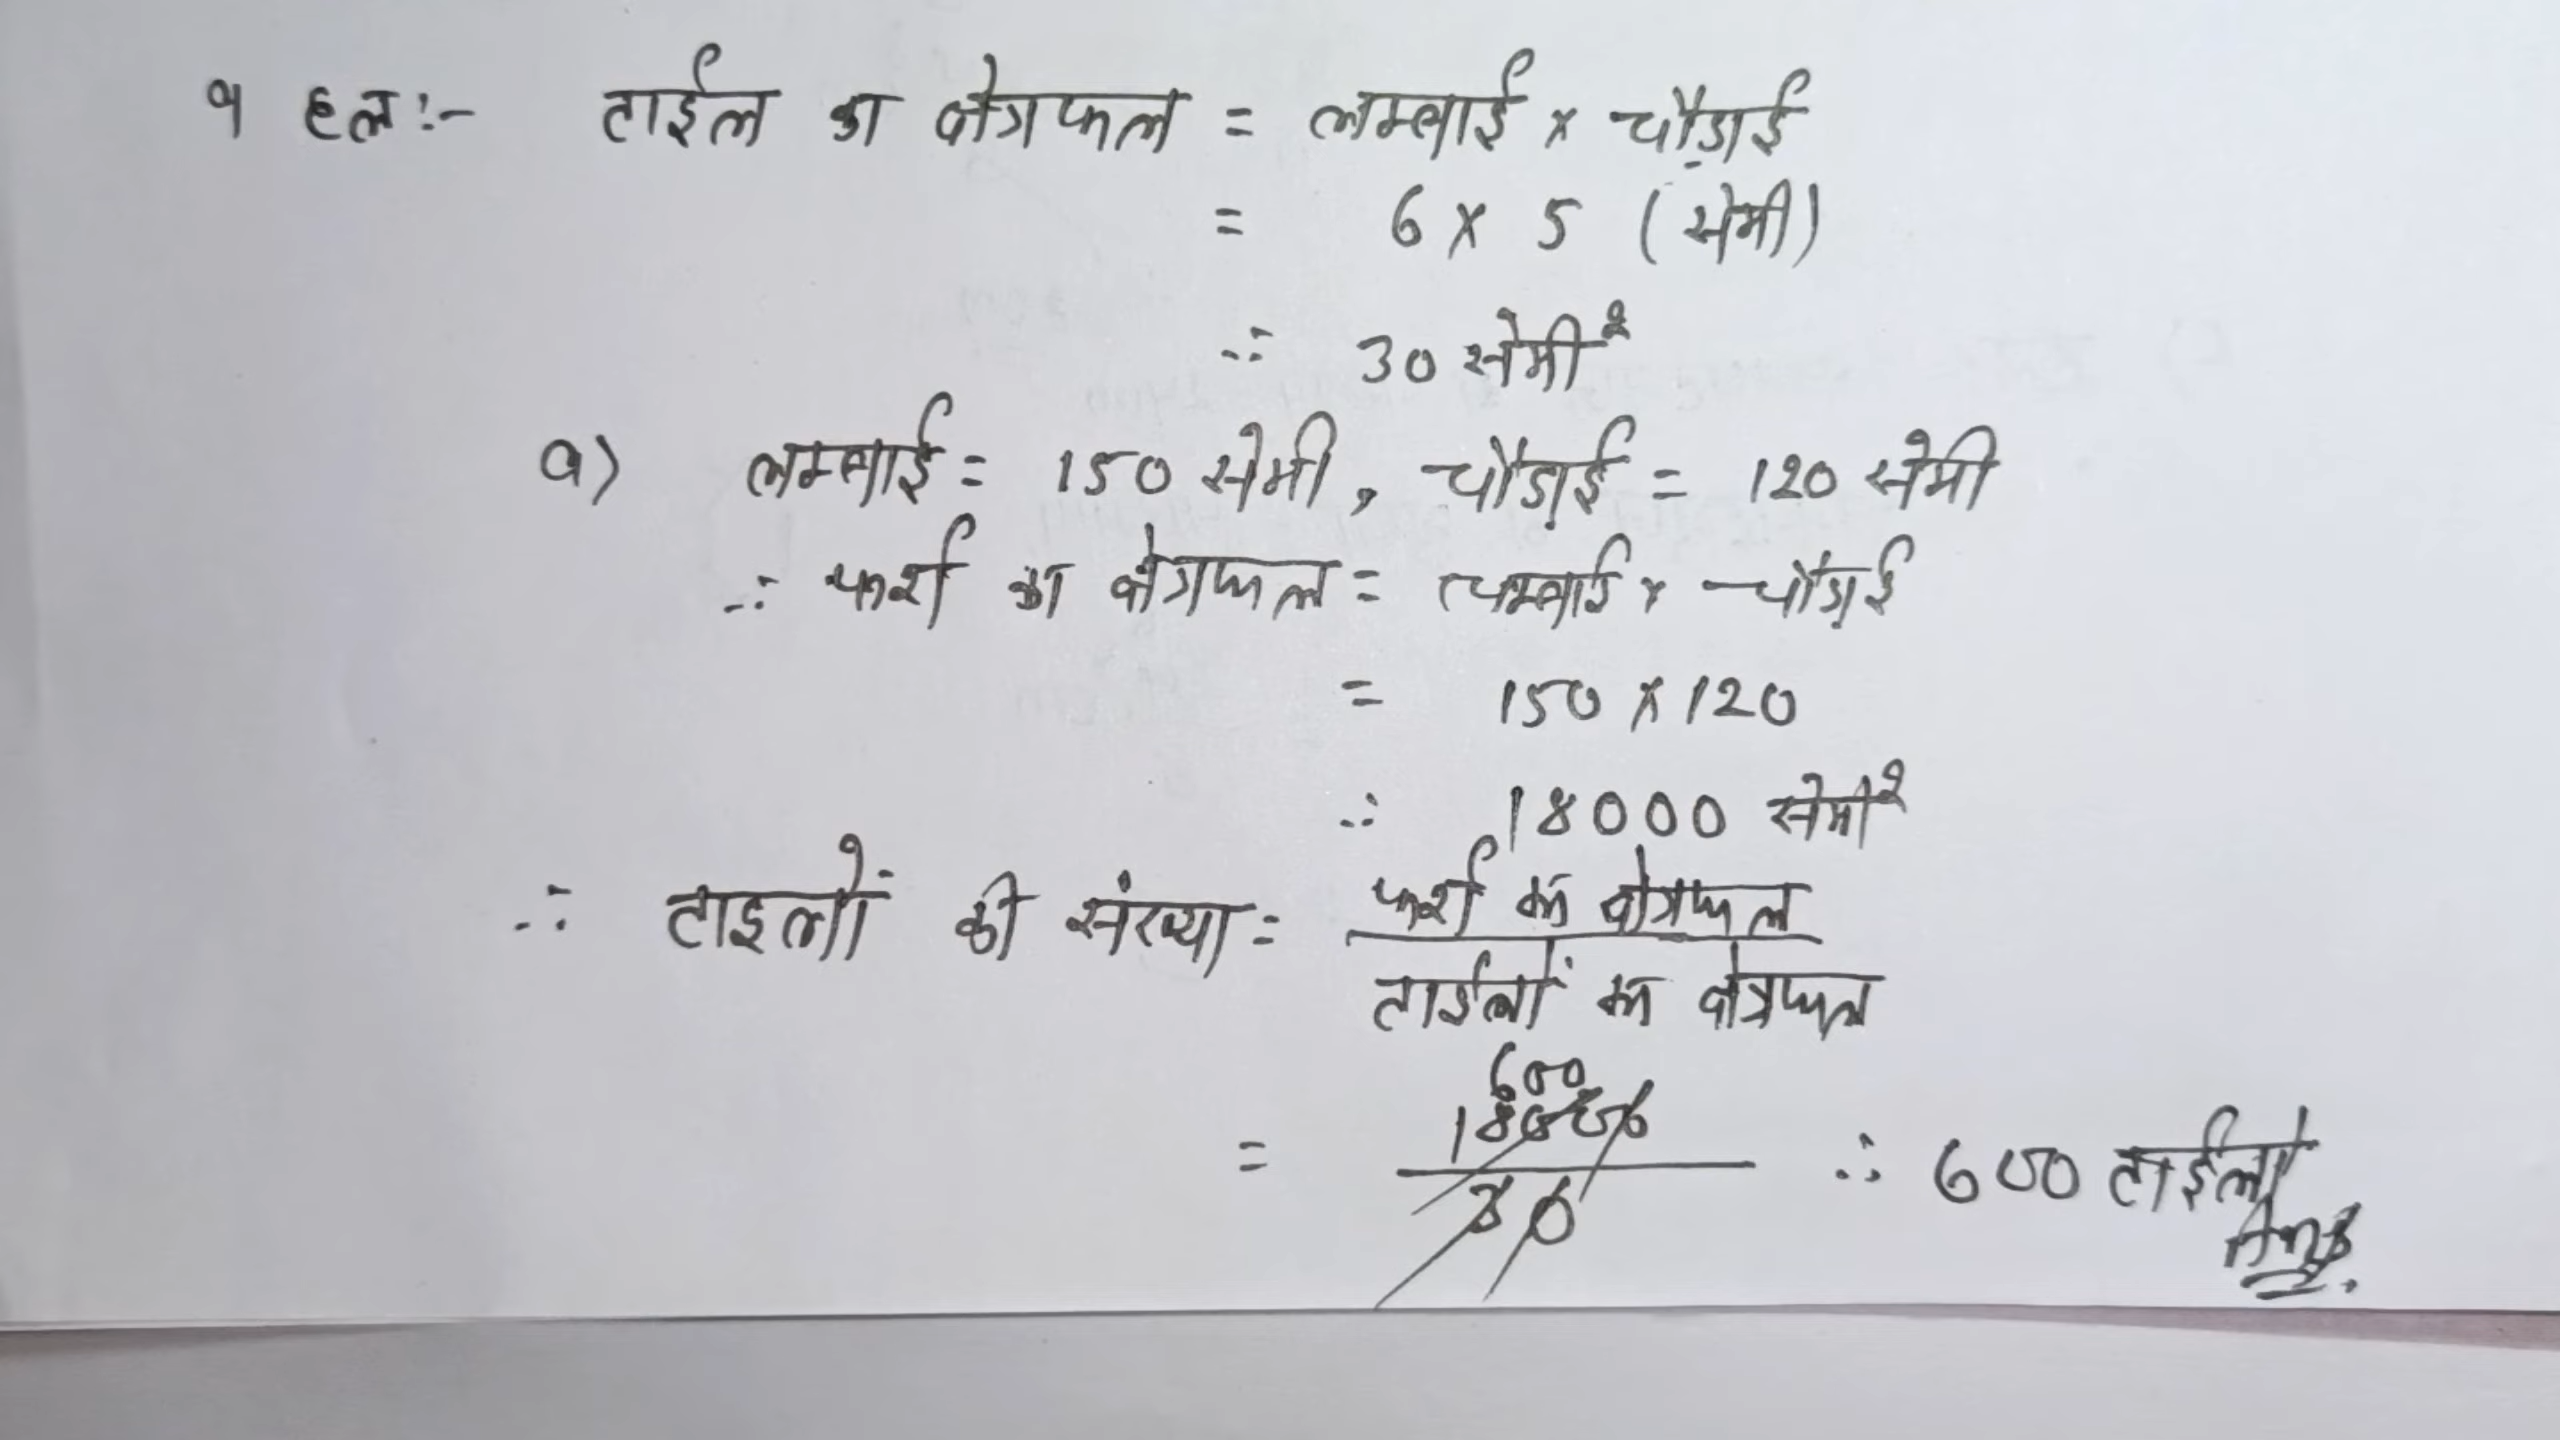 १ हल:- टाईल का क्षेत्रफल = लम्बाई × चौड़ाई
= 6 × 5 (सेमी)
∴ 30 सेमी²
a) लम्बाई = 150 सेमी, चौड़ाई = 120 सेमी
∴ फर्श का क्षेत्रफल = लम्बाई × चौड़ाई
= 150 × 120
∴ 18000 सेमी²
∴ टाइलों की संख्या = फर्श का क्षेत्रफल
टाईलों का क्षेत्रफल
600
= 18000 ∴ 600 टाईलें
30
Ans.